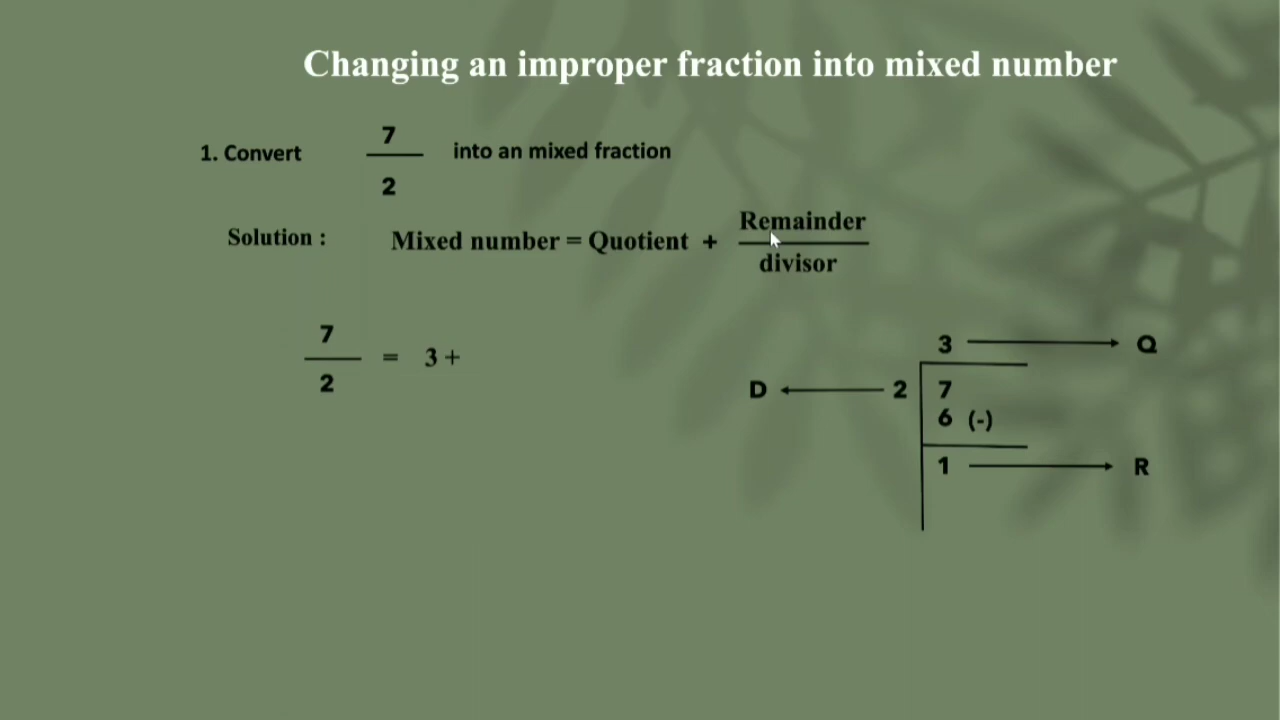 Changing an improper fraction into mixed number
1. Convert 7/2 into an mixed fraction
Solution : Mixed number = Quotient + Remainder/divisor
7/2 = 3 +
3 → Q
D ← 2 7
6 (-)
1 → R